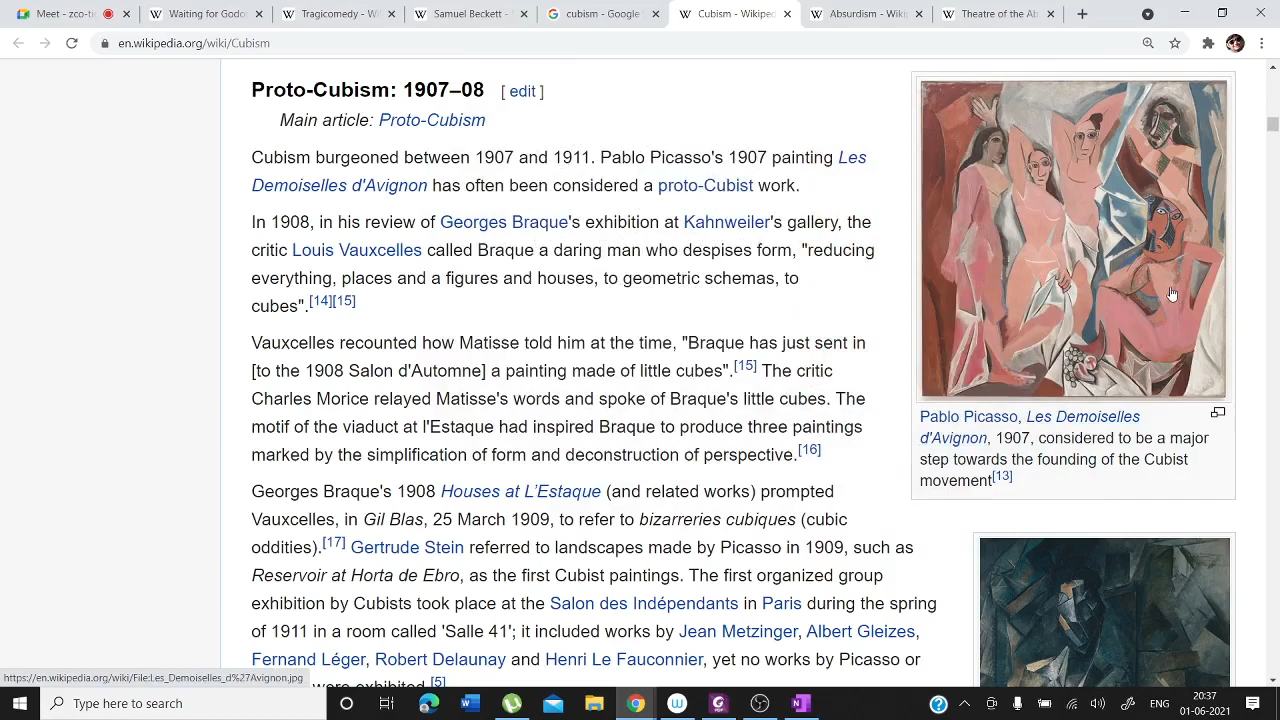 Meet - zco-ti
Waiting for Godo
Tragicomedy - Wi
Samuel Beckett -
cubism - Google
Cubism - Wikiped
Absurdism - Wiki
Theatre of the Ab
en.wikipedia.org/wiki/Cubism
Proto-Cubism: 1907–08 [ edit ]
Main article: Proto-Cubism
Cubism burgeoned between 1907 and 1911. Pablo Picasso's 1907 painting Les
Demoiselles d'Avignon has often been considered a proto-Cubist work.
In 1908, in his review of Georges Braque's exhibition at Kahnweiler's gallery, the
critic Louis Vauxcelles called Braque a daring man who despises form, "reducing
everything, places and a figures and houses, to geometric schemas, to
cubes".[14][15]
Vauxcelles recounted how Matisse told him at the time, "Braque has just sent in
[to the 1908 Salon d'Automne] a painting made of little cubes".[15] The critic
Charles Morice relayed Matisse's words and spoke of Braque's little cubes. The
motif of the viaduct at l'Estaque had inspired Braque to produce three paintings
marked by the simplification of form and deconstruction of perspective.[16]
Georges Braque's 1908 Houses at L’Estaque (and related works) prompted
Vauxcelles, in Gil Blas, 25 March 1909, to refer to bizarreries cubiques (cubic
oddities).[17] Gertrude Stein referred to landscapes made by Picasso in 1909, such as
Reservoir at Horta de Ebro, as the first Cubist paintings. The first organized group
exhibition by Cubists took place at the Salon des Indépendants in Paris during the spring
of 1911 in a room called 'Salle 41'; it included works by Jean Metzinger, Albert Gleizes,
Fernand Léger, Robert Delaunay and Henri Le Fauconnier, yet no works by Picasso or
were exhibited.[5]
Pablo Picasso, Les Demoiselles
d'Avignon, 1907, considered to be a major
step towards the founding of the Cubist
movement[13]
https://en.wikipedia.org/wiki/File:Les_Demoiselles_d%27Avignon.jpg
Type here to search
ENG
20:37
01-06-2021